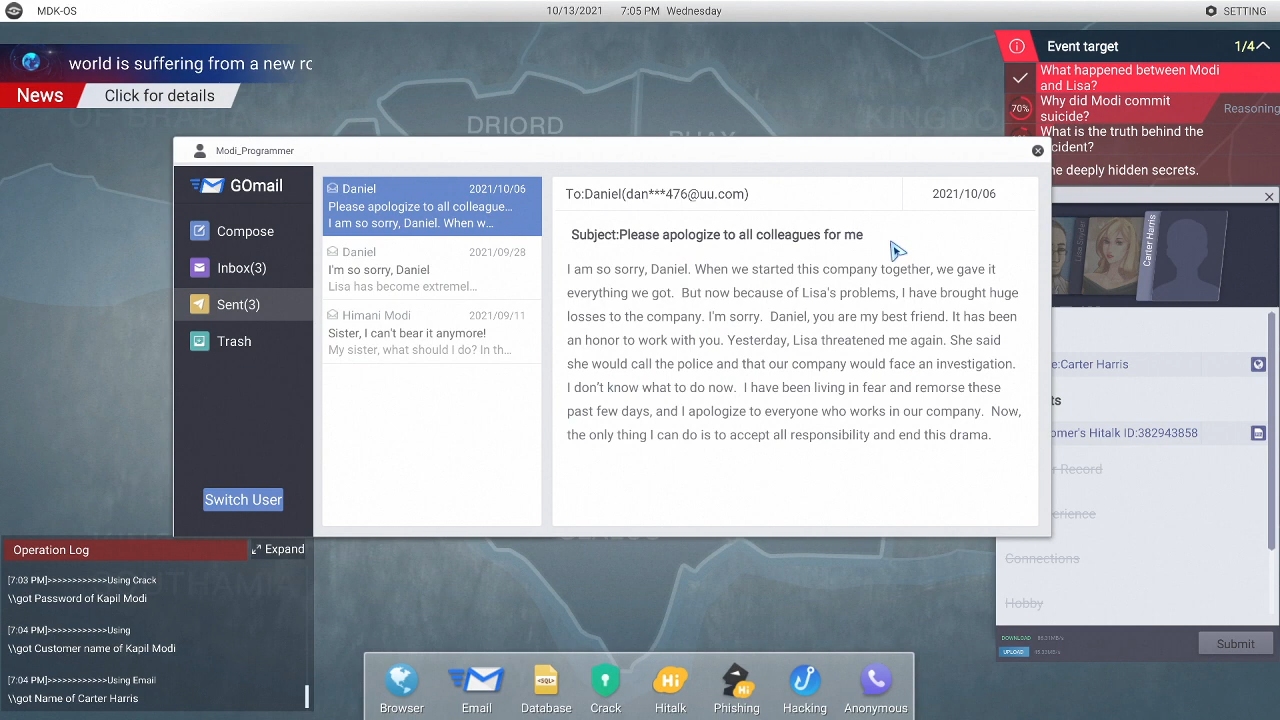 MDK-OS
10/13/2021 7:05 PM Wednesday
SETTING
world is suffering from a new
News
Click for details
Event target
1/4
What happened between Modi
and Lisa?
70%
Why did Modi commit
suicide?
Reasoning
What is the truth behind the
deeply hidden secrets.
DRIORD
Modi_Programmer
GOmail
Compose
Inbox(3)
Sent(3)
Trash
Switch User
Daniel 2021/10/06
Please apologize to all colleague…
I am so sorry, Daniel. When w…
Daniel 2021/09/28
I'm so sorry, Daniel
Lisa has become extremel…
Himani Modi 2021/09/11
Sister, I can't bear it anymore!
My sister, what should I do? In th…
To:Daniel(dan***476@uu.com)
2021/10/06
Subject:Please apologize to all colleagues for me
I am so sorry, Daniel. When we started this company together, we gave it
everything we got. But now because of Lisa's problems, I have brought huge
losses to the company. I'm sorry. Daniel, you are my best friend. It has been
an honor to work with you. Yesterday, Lisa threatened me again. She said
she would call the police and that our company would face an investigation.
I don't know what to do now. I have been living in fear and remorse these
past few days, and I apologize to everyone who works in our company. Now,
the only thing I can do is to accept all responsibility and end this drama.
Carter Harris
e:Carter Harris
ts
omer's Hitalk ID:382943858
Record
Connections
Hobby
DOWNLOAD
UPLOAD
Submit
Operation Log
Expand
[7:03 PM]>>>>>>>>>>>>Using Crack
\\got Password of Kapil Modi
[7:04 PM]>>>>>>>>>>>>Using
\\got Customer name of Kapil Modi
[7:04 PM]>>>>>>>>>>>>Using Email
\\got Name of Carter Harris
Browser
Email
SQL
Database
Crack
Hi
Hitalk
Hi
Phishing
Hacking
Anonymous